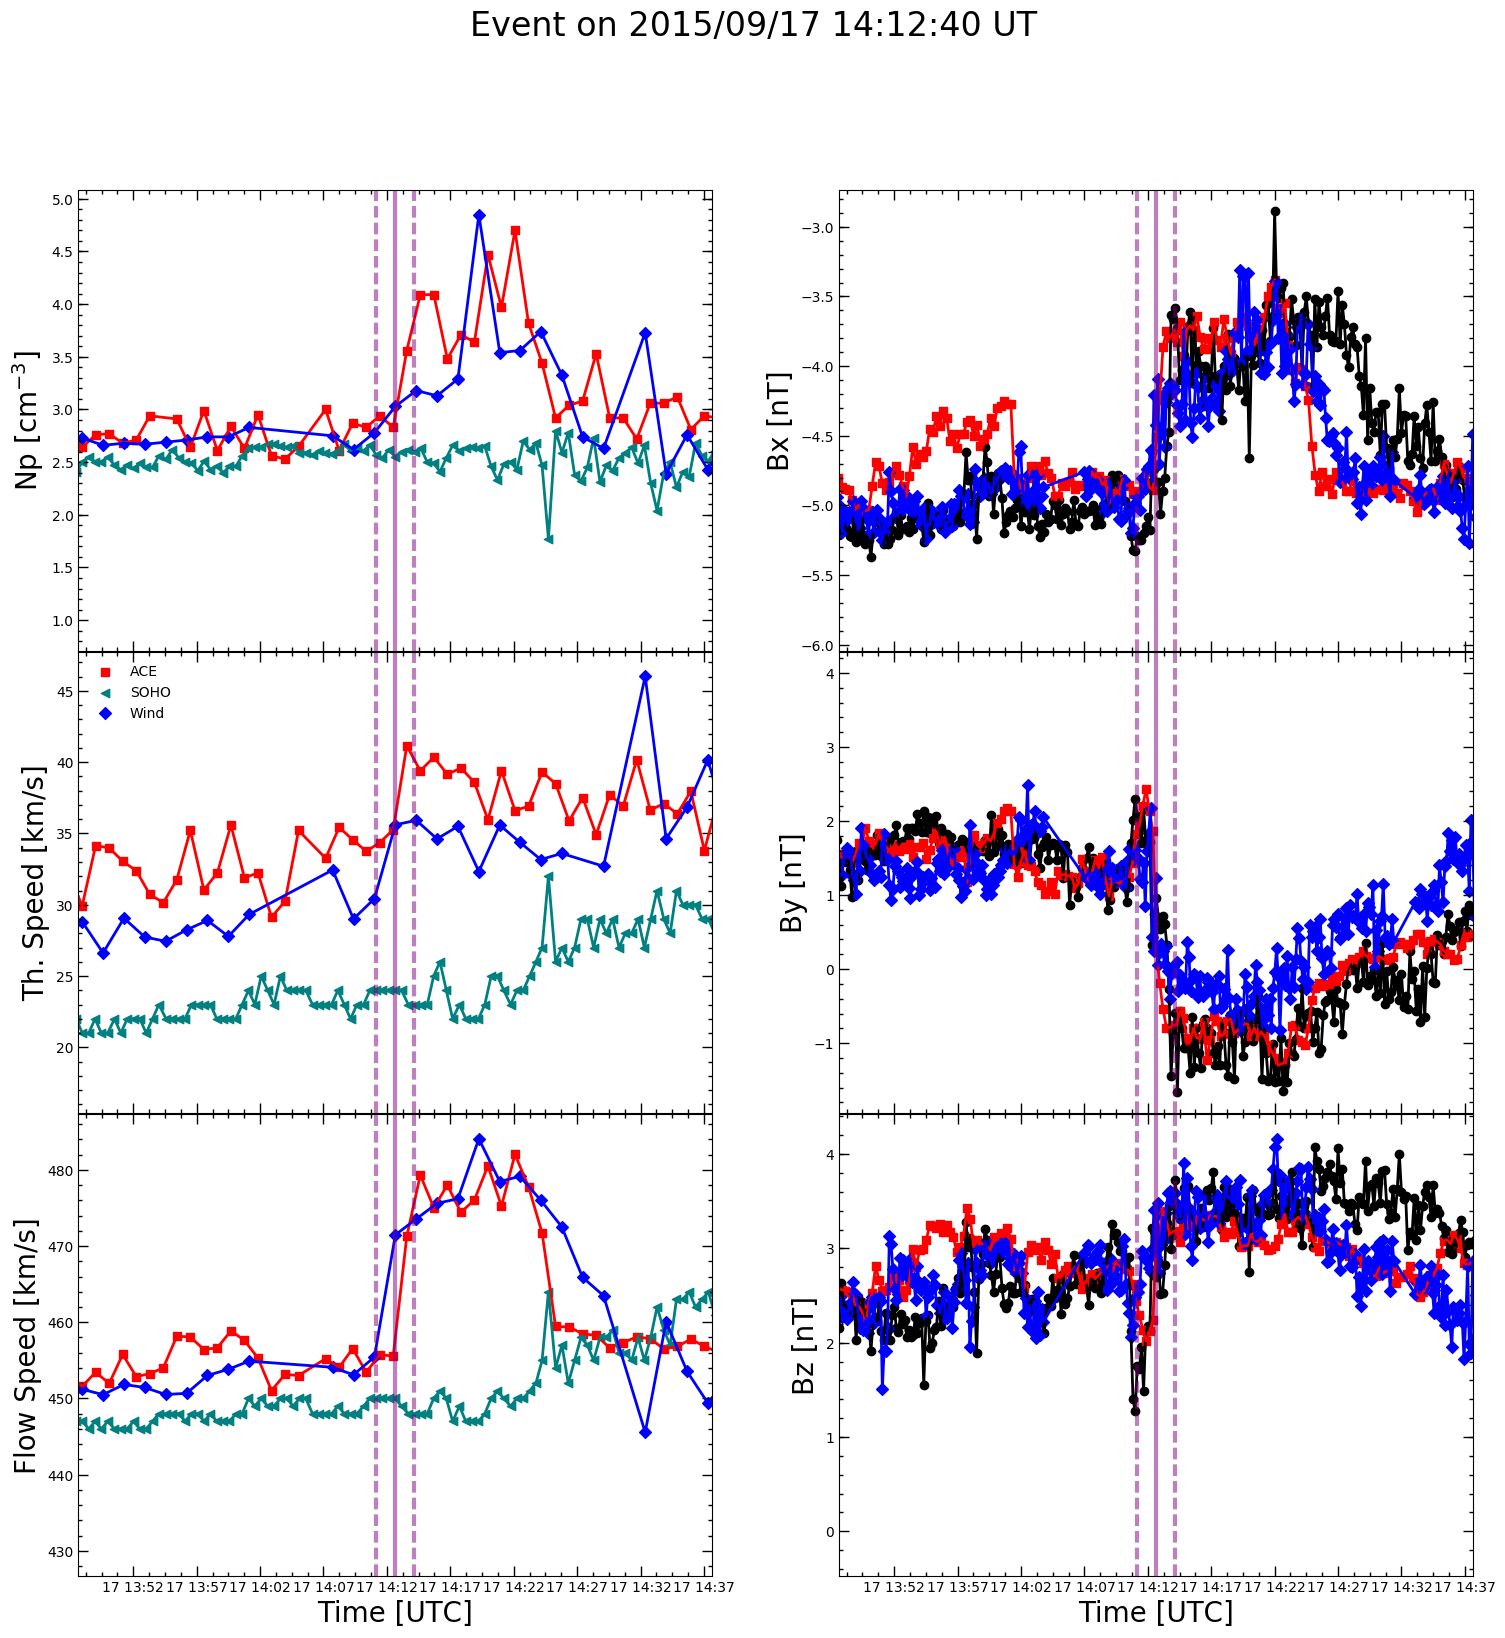 Event on 2015/09/17 14:12:40 UT
Np [cm⁻³]
5.0
4.5
4.0
3.5
3.0
2.5
2.0
1.5
1.0
Bx [nT]
−3.0
−3.5
−4.0
−4.5
−5.0
−5.5
−6.0
Th. Speed [km/s]
45
40
35
30
25
20
ACE
SOHO
Wind
By [nT]
4
3
2
1
0
−1
Flow Speed [km/s]
480
470
460
450
440
430
Bz [nT]
4
3
2
1
0
17 13:52 17 13:57 17 14:02 17 14:07 17 14:12 17 14:17 17 14:22 17 14:27 17 14:32 17 14:37
Time [UTC]
17 13:52 17 13:57 17 14:02 17 14:07 17 14:12 17 14:17 17 14:22 17 14:27 17 14:32 17 14:37
Time [UTC]